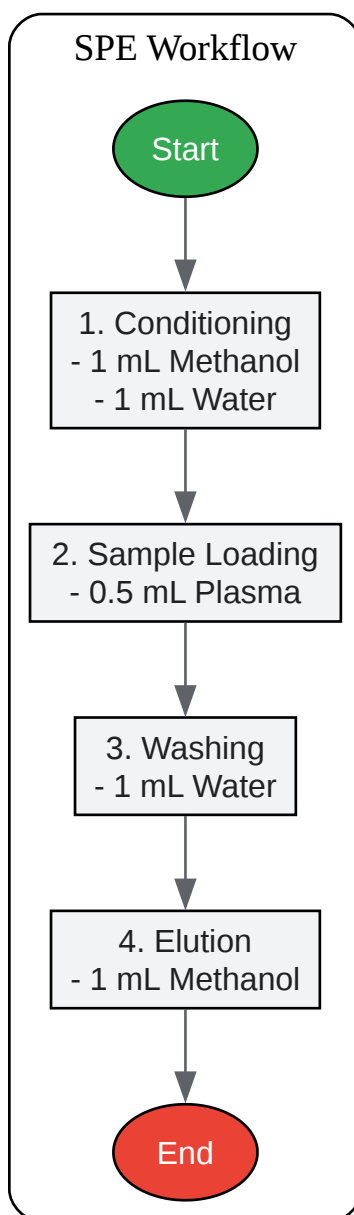 SPE Workflow
Start
1. Conditioning
- 1 mL Methanol
- 1 mL Water
2. Sample Loading
- 0.5 mL Plasma
3. Washing
- 1 mL Water
4. Elution
- 1 mL Methanol
End